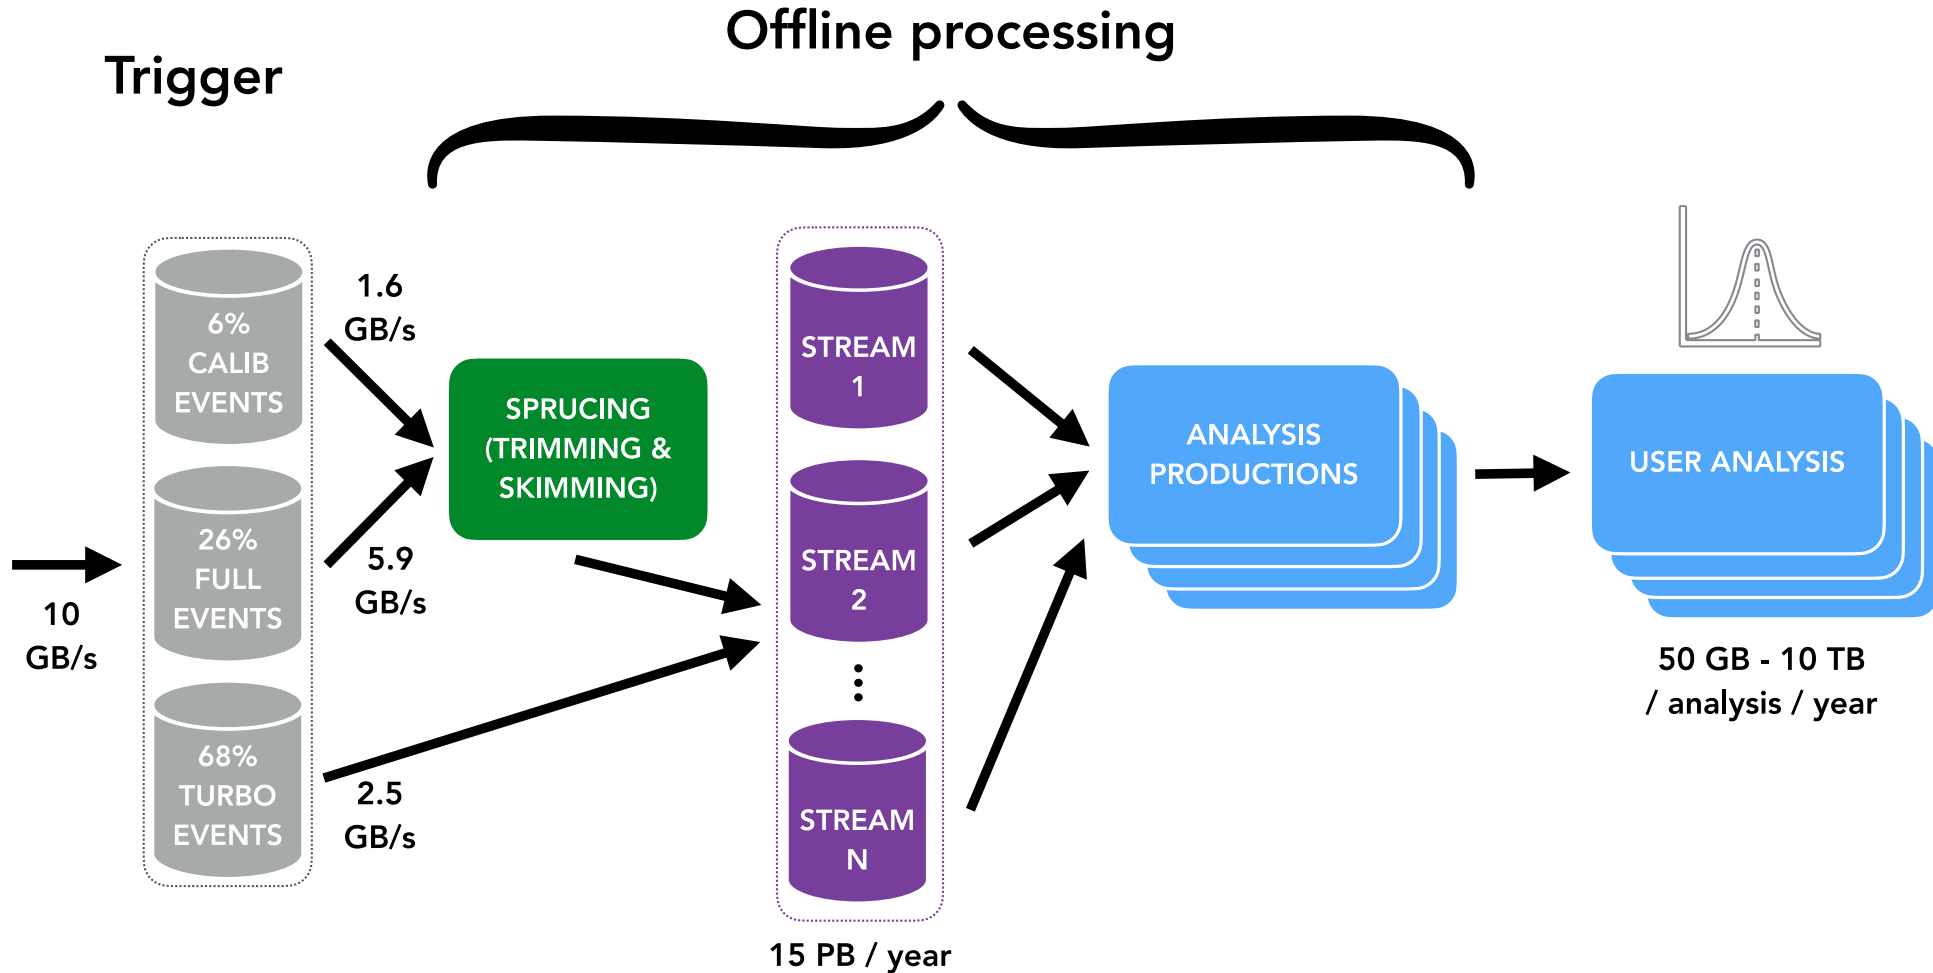 Offline processing
Trigger
10
GB/s
6%
CALIB
EVENTS
26%
FULL
EVENTS
68%
TURBO
EVENTS
1.6
GB/s
5.9
GB/s
2.5
GB/s
SPRUCING
(TRIMMING &
SKIMMING)
STREAM
1
STREAM
2
STREAM
N
15 PB / year
ANALYSIS
PRODUCTIONS
USER ANALYSIS
50 GB - 10 TB
/ analysis / year